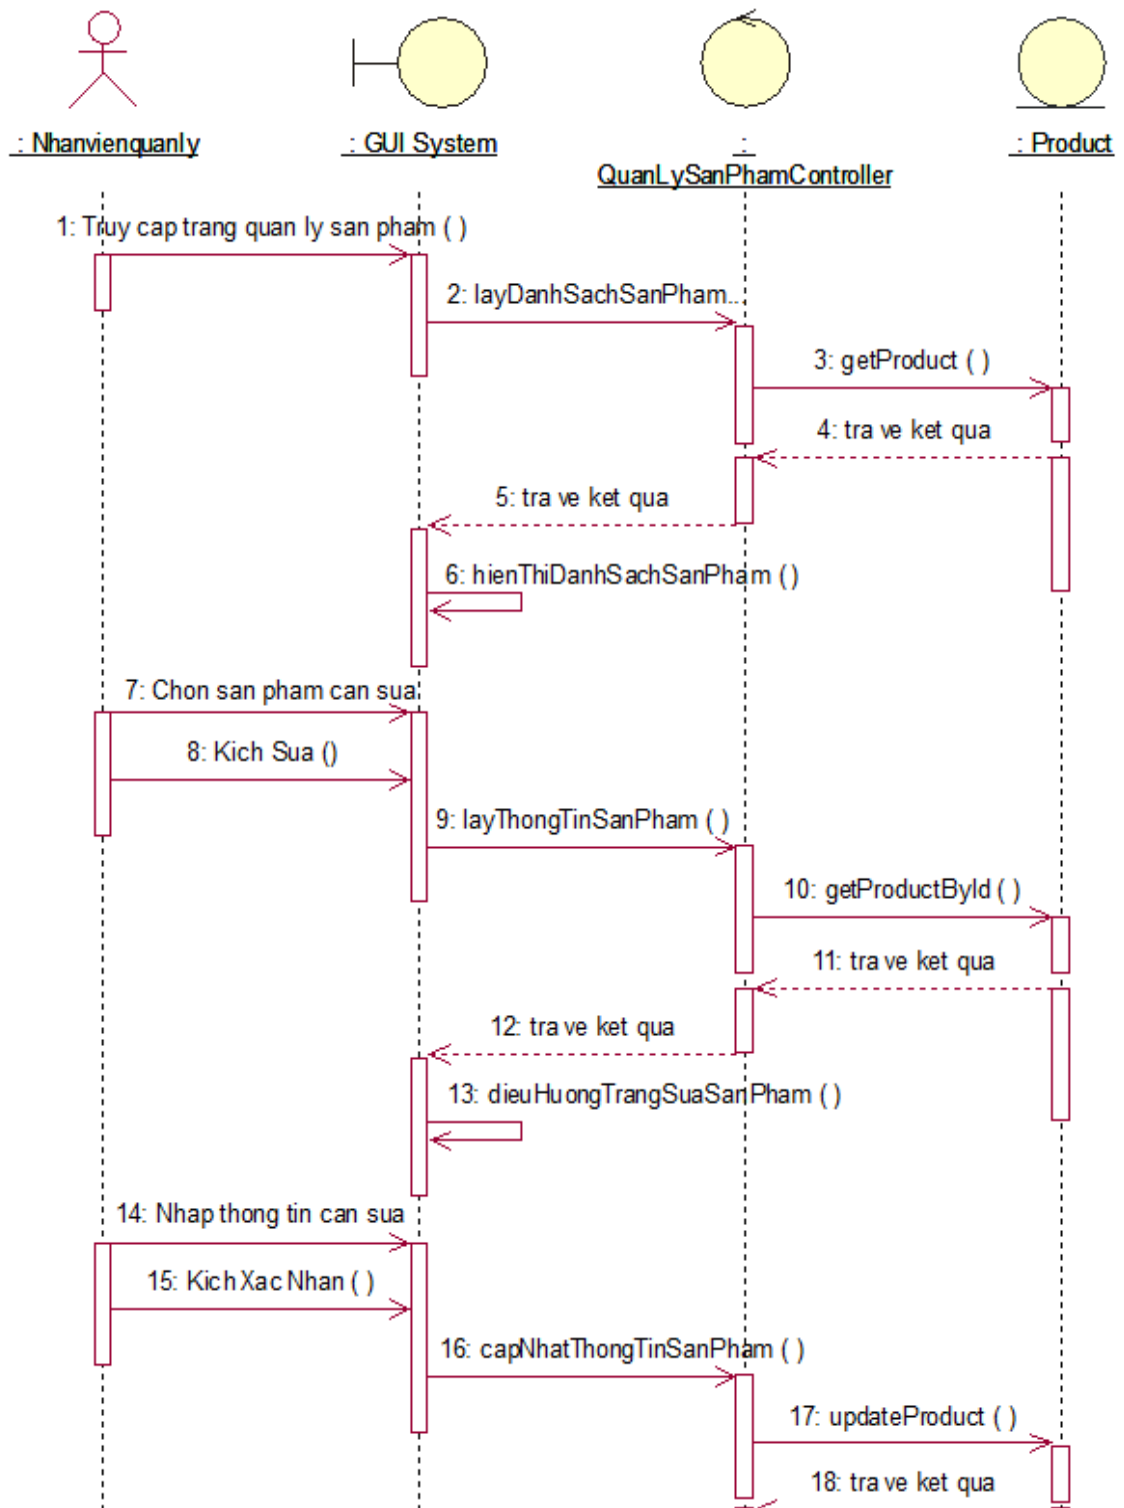 : Nhanvienquanly
: GUI System
:
QuanLySanPhamController
: Product
1: Truy cap trang quan ly san pham ( )
2: layDanhSachSanPham...
3: getProduct ( )
4: tra ve ket qua
5: tra ve ket qua
6: hienThiDanhSachSanPham ( )
7: Chon san pham can sua
8: Kich Sua ()
9: layThongTinSanPham ( )
10: getProductById ( )
11: tra ve ket qua
12: tra ve ket qua
13: dieuHuongTrangSuaSanPham ( )
14: Nhap thong tin can sua
15: Kich Xac Nhan ( )
16: capNhatThongTinSanPham ( )
17: updateProduct ( )
18: tra ve ket qua